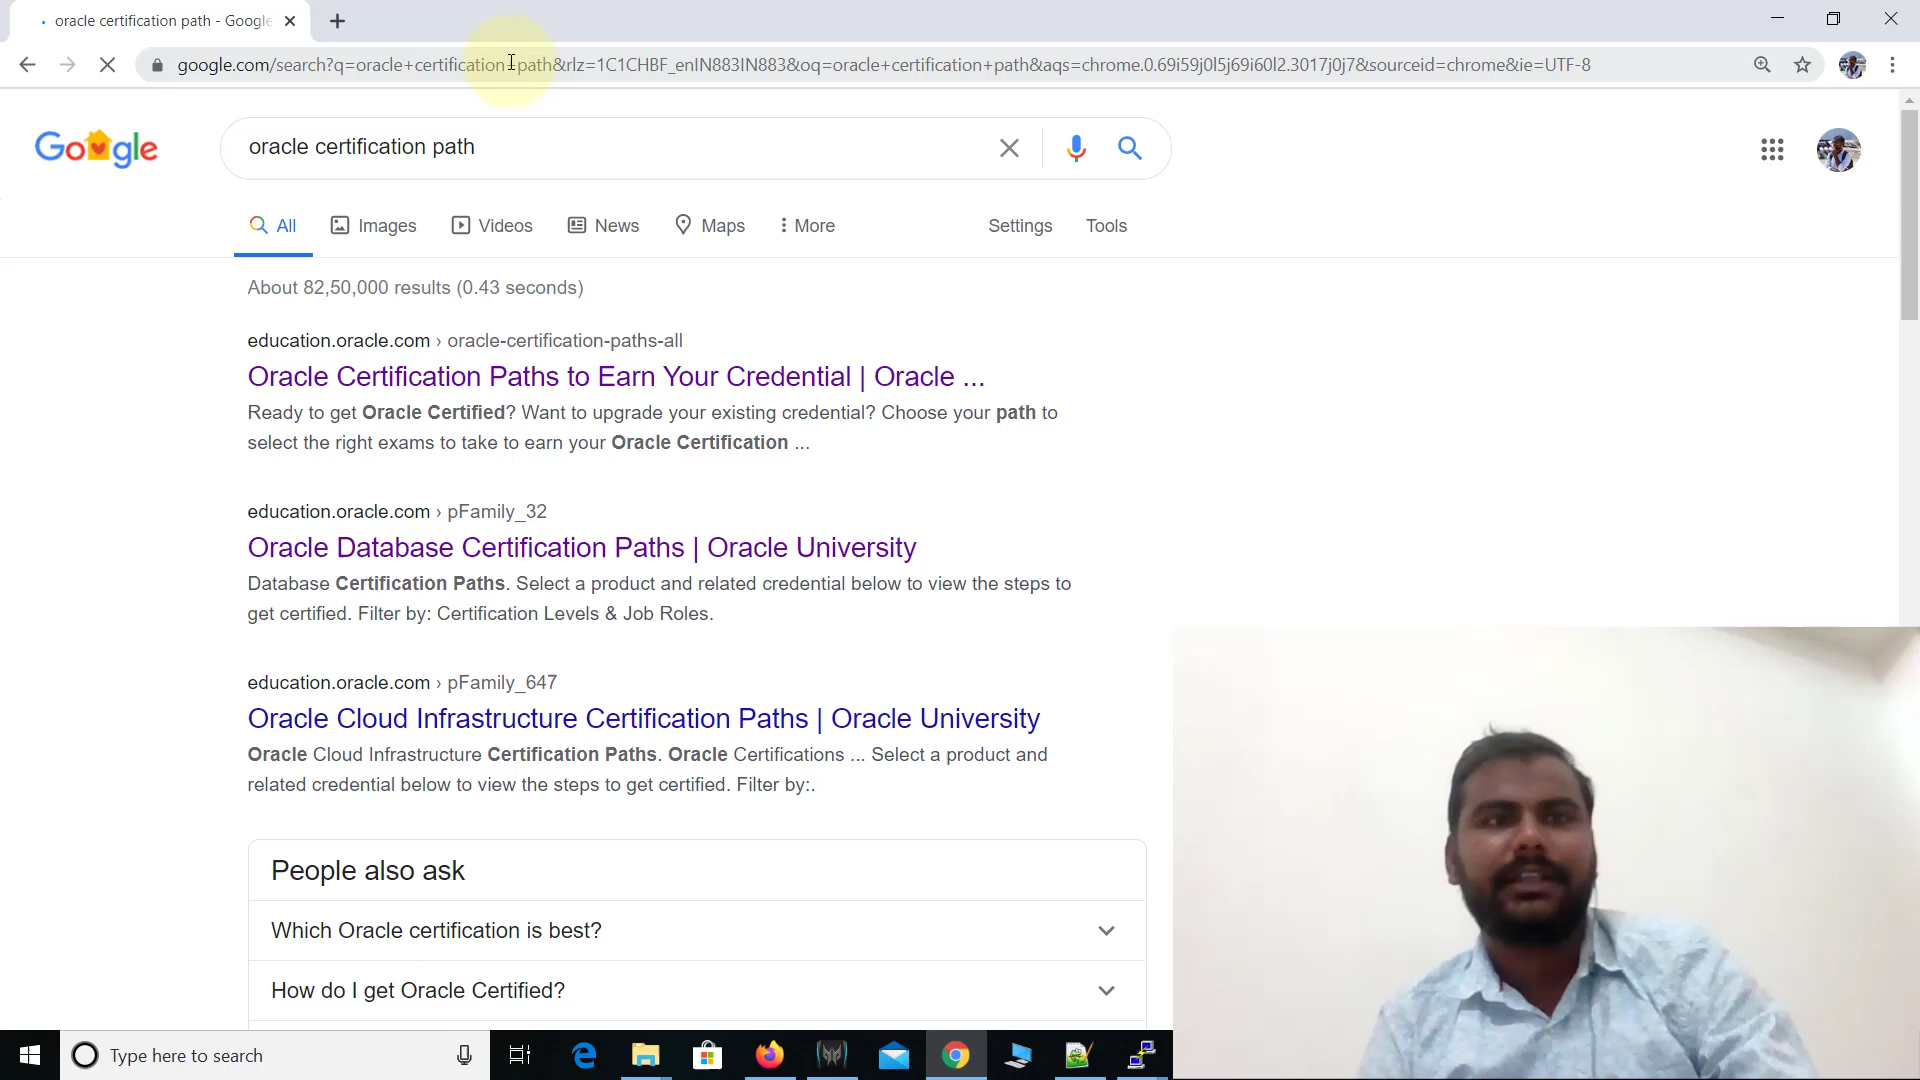 oracle certification path - Google
google.com/search?q=oracle+certification+path&rlz=1C1CHBF_enIN883IN883&oq=oracle+certification+path&aqs=chrome.0.69i59j0l5j69i60l2.3017j0j7&sourceid=chrome&ie=UTF-8
Google
oracle certification path
All
Images
Videos
News
Maps
More
Settings
Tools
About 82,50,000 results (0.43 seconds)
education.oracle.com › oracle-certification-paths-all
Oracle Certification Paths to Earn Your Credential | Oracle ...
Ready to get Oracle Certified? Want to upgrade your existing credential? Choose your path to
select the right exams to take to earn your Oracle Certification ...
education.oracle.com › pFamily_32
Oracle Database Certification Paths | Oracle University
Database Certification Paths. Select a product and related credential below to view the steps to
get certified. Filter by: Certification Levels & Job Roles.
education.oracle.com › pFamily_647
Oracle Cloud Infrastructure Certification Paths | Oracle University
Oracle Cloud Infrastructure Certification Paths. Oracle Certifications ... Select a product and
related credential below to view the steps to get certified. Filter by:.
People also ask
Which Oracle certification is best?
How do I get Oracle Certified?
Type here to search